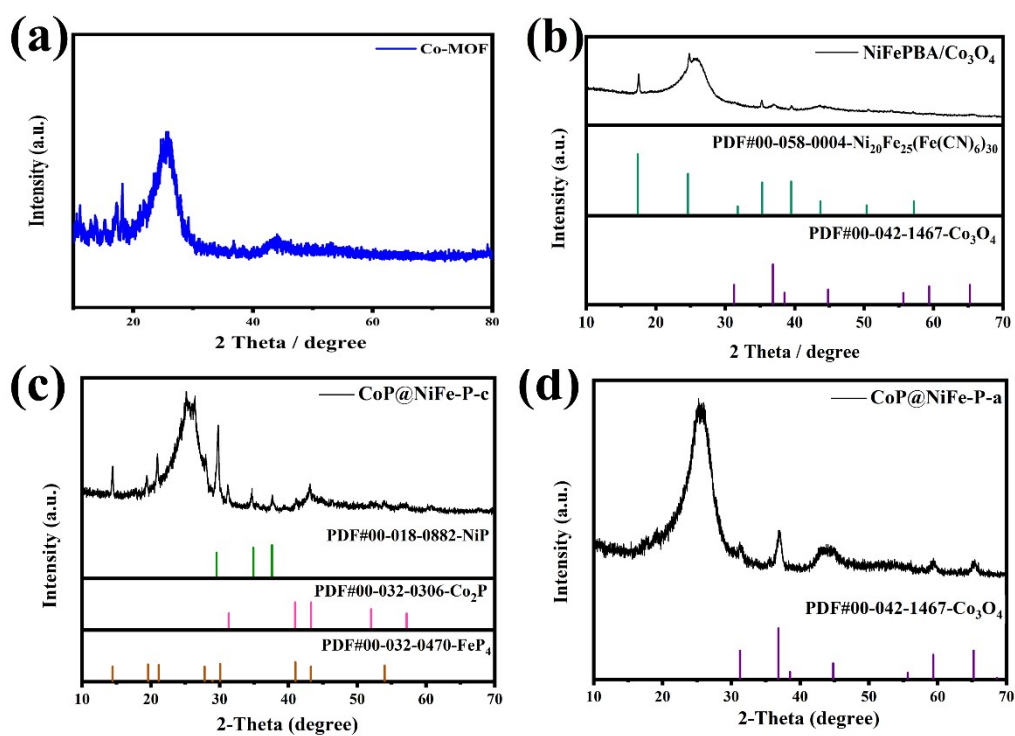 (a)
Co-MOF
Intensity (a.u.)
20 40 60 80
2 Theta / degree
(b)
NiFePBA/Co₃O₄
PDF#00-058-0004-Ni₂₀Fe₂₅(Fe(CN)₆)₃₀
PDF#00-042-1467-Co₃O₄
Intensity (a.u.)
10 20 30 40 50 60 70
2 Theta / degree
(c)
CoP@NiFe-P-c
PDF#00-018-0882-NiP
PDF#00-032-0306-Co₂P
PDF#00-032-0470-FeP₄
Intensity (a.u.)
10 20 30 40 50 60 70
2-Theta (degree)
(d)
CoP@NiFe-P-a
PDF#00-042-1467-Co₃O₄
Intensity (a.u.)
10 20 30 40 50 60 70
2-Theta (degree)